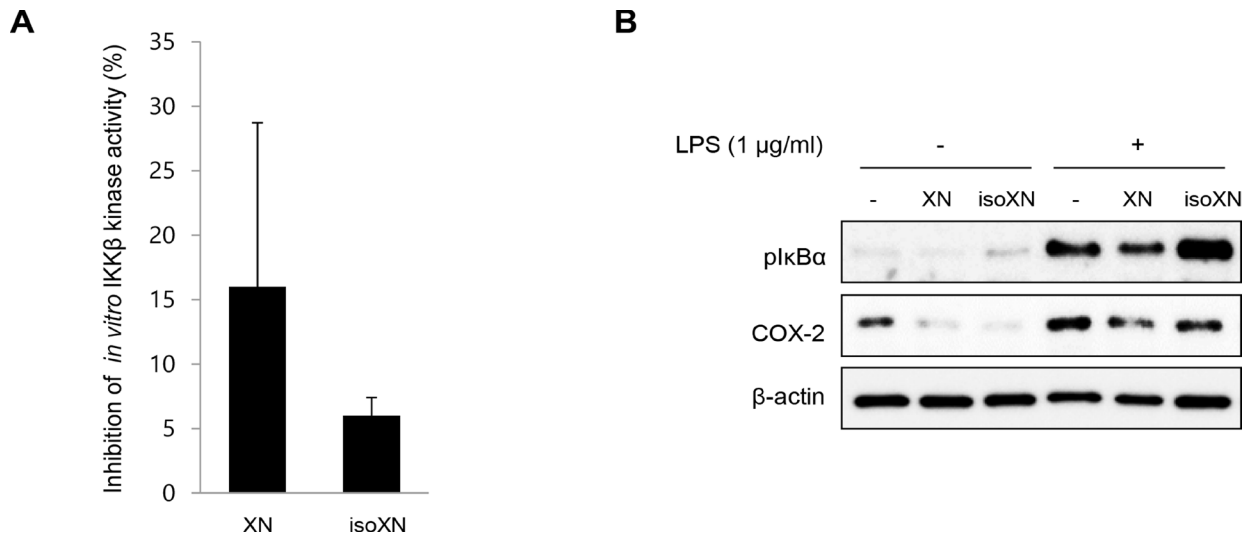 A
Inhibition of in vitro IKKβ kinase activity (%)
35
30
25
20
15
10
5
0
XN isoXN
B
LPS (1 µg/ml) - +
- XN isoXN - XN isoXN
pIκBα
COX-2
β-actin